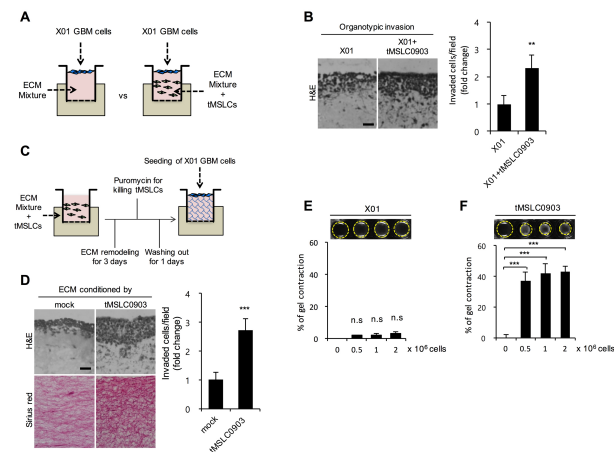 A
X01 GBM cells
X01 GBM cells
ECM
Mixture
vs
ECM
Mixture
+
tMSLCs
B
Organotypic invasion
X01
X01+
tMSLC0903
H&E
Invaded cells/field
(fold change)
4
3
2
1
0
**
X01
X01+tMSLC0903
C
Seeding of X01 GBM cells
Puromycin for
killing tMSLCs
ECM
Mixture
+
tMSLCs
ECM remodeling
for 3 days
Washing out
for 1 days
D
ECM conditioned by
mock
tMSLC0903
H&E
Sirius red
Invaded cells/field
(fold change)
4
3
2
1
0
***
mock
tMSLC0903
E
X01
% of gel contraction
60
40
20
0
n.s
n.s
n.s
0
0.5
1
2
x 10⁶ cells
F
tMSLC0903
% of gel contraction
60
40
20
0
***
***
***
0
0.5
1
2
x 10⁶ cells